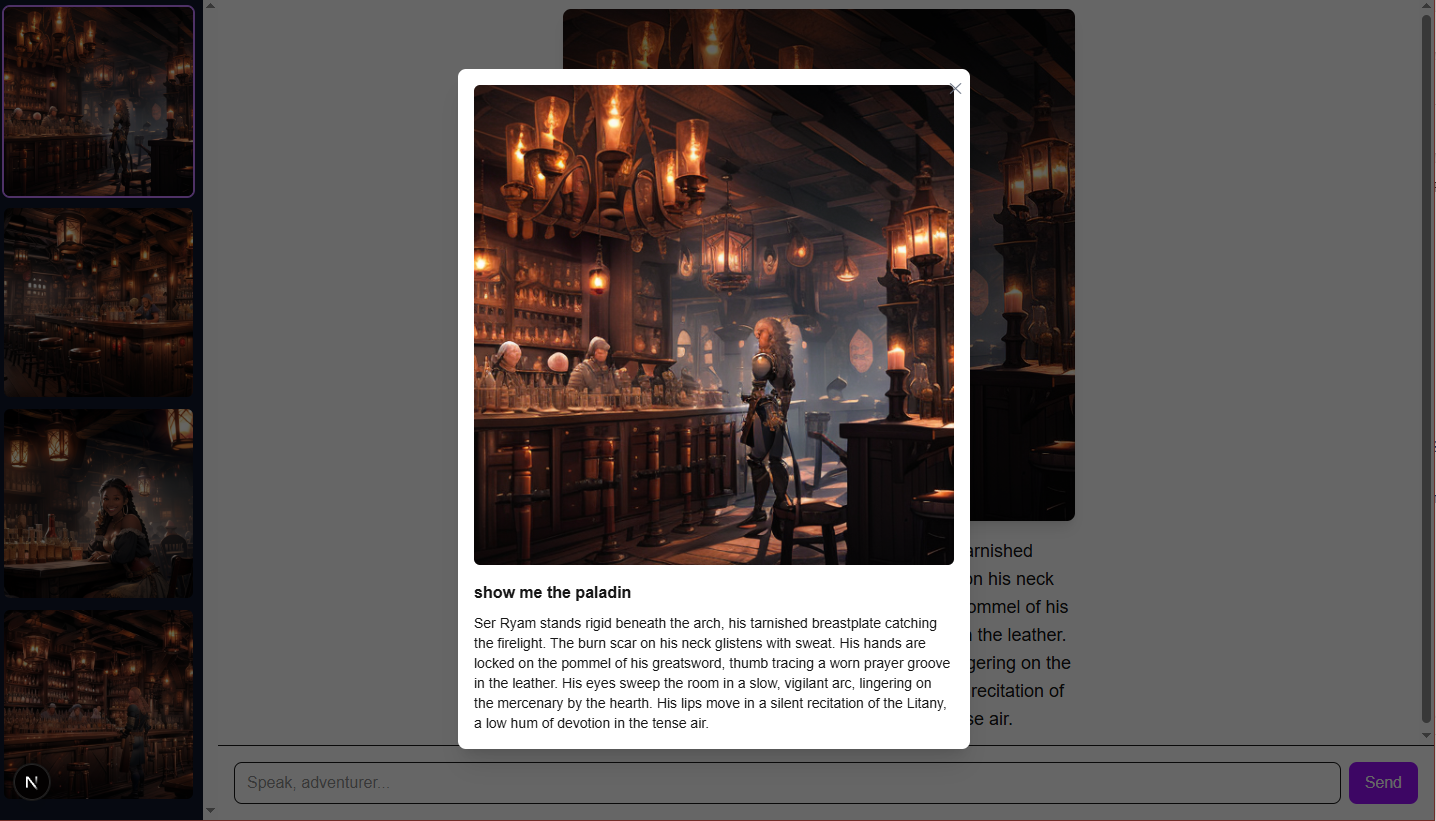 show me the paladin
Ser Ryam stands rigid beneath the arch, his tarnished breastplate catching
the firelight. The burn scar on his neck glistens with sweat. His hands are
locked on the pommel of his greatsword, thumb tracing a worn prayer groove
in the leather. His eyes sweep the room in a slow, vigilant arc, lingering on
the mercenary by the hearth. His lips move in a silent recitation of the Litany,
a low hum of devotion in the tense air.
on his neck
of his
the leather.
on the
recitation of
air.
Speak, adventurer...
Send
N